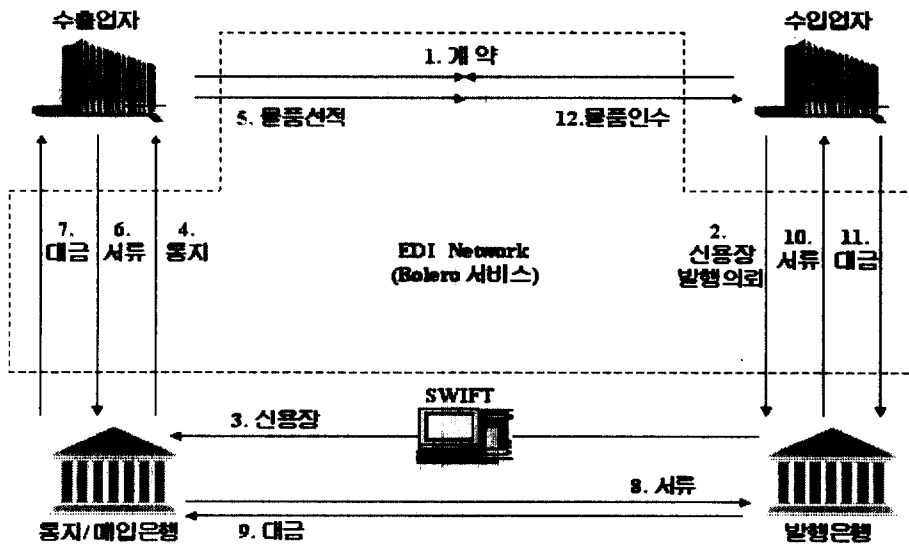 수출업자
수입업자
1. 계 약
5. 물품선적
12.물품인수
7.
대금
6.
서류
4.
통지
EDI Network
(Bolero 서비스)
2.
신용장
발행의뢰
10.
서류
11.
대금
SWIFT
3. 신용장
8. 서류
9. 대금
통지/매입은행
발행은행